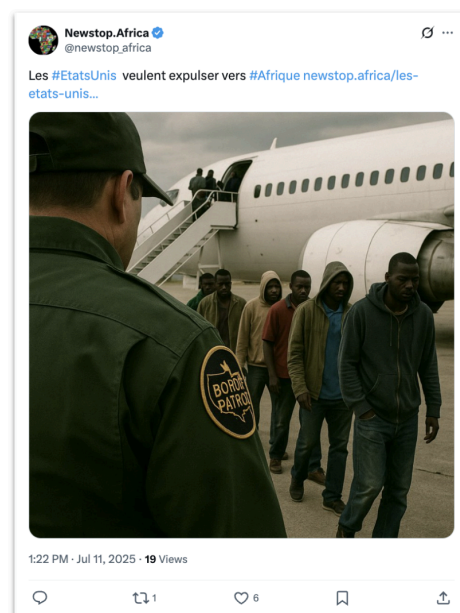 Newstop.Africa
@newstop_africa
Les #EtatsUnis veulent expulser vers #Afrique newstop.africa/les-
etats-unis...
BORDE
PATROL
1:22 PM · Jul 11, 2025 · 19 Views
1
6